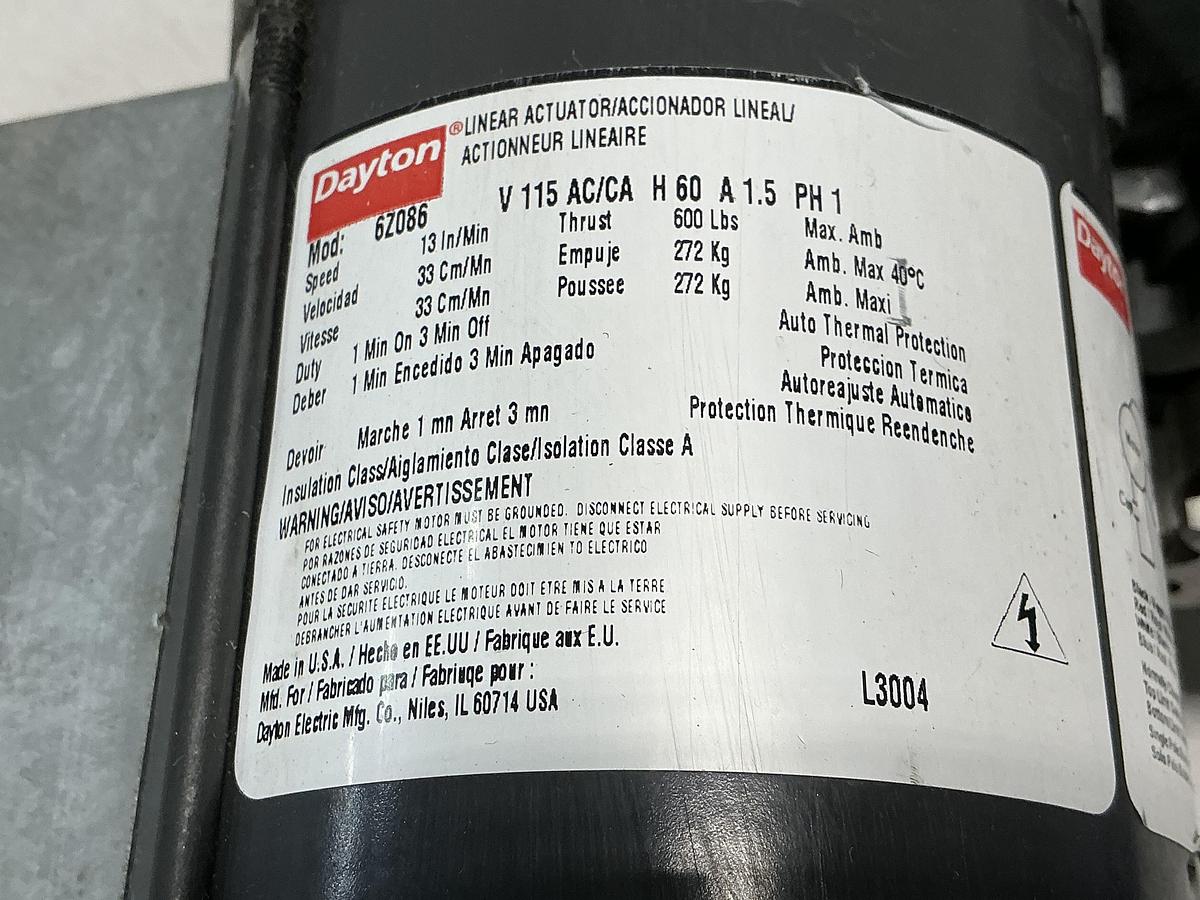 Dayton® LINEAR ACTUATOR/ACCIONADOR LINEAL/
ACTIONNEUR LINEAIRE
V 115 AC/CA H 60 A 1.5 PH 1
Mod: 6Z086
Speed 13 In/Min Thrust 600 Lbs Max. Amb
Velocidad 33 Cm/Mn Empuje 272 Kg Amb. Max 40°C
Vitesse 33 Cm/Mn Poussee 272 Kg Amb. Maxi
Duty 1 Min On 3 Min Off Auto Thermal Protection
Deber 1 Min Encedido 3 Min Apagado Proteccion Termica
Autoreajuste Automatico
Devoir Marche 1 mn Arret 3 mn Protection Thermique Reendenche
Insulation Class/Aiglamiento Clase/Isolation Classe A
WARNING/AVISO/AVERTISSEMENT
FOR ELECTRICAL SAFETY MOTOR MUST BE GROUNDED. DISCONNECT ELECTRICAL SUPPLY BEFORE SERVICING
POR RAZONES DE SEGURIDAD ELECTRICAL EL MOTOR TIENE QUE ESTAR
CONECTADO A TIERRA. DESCONECTE EL ABASTECIMIEN TO ELECTRICO
ANTES DE DAR SERVICIO.
POUR LA SECURITE ELECTRIQUE LE MOTEUR DOIT ETRE MIS A LA TERRE
DEBRANCHER L'AUMENTATION ELECTRIQUE AVANT DE FAIRE LE SERVICE
Made in U.S.A. / Hecho en EE.UU / Fabrique aux E.U.
Mfd. For / Fabricado para / Fabriuqe pour :
Dayton Electric Mfg. Co., Niles, IL 60714 USA
L3004
Dayton